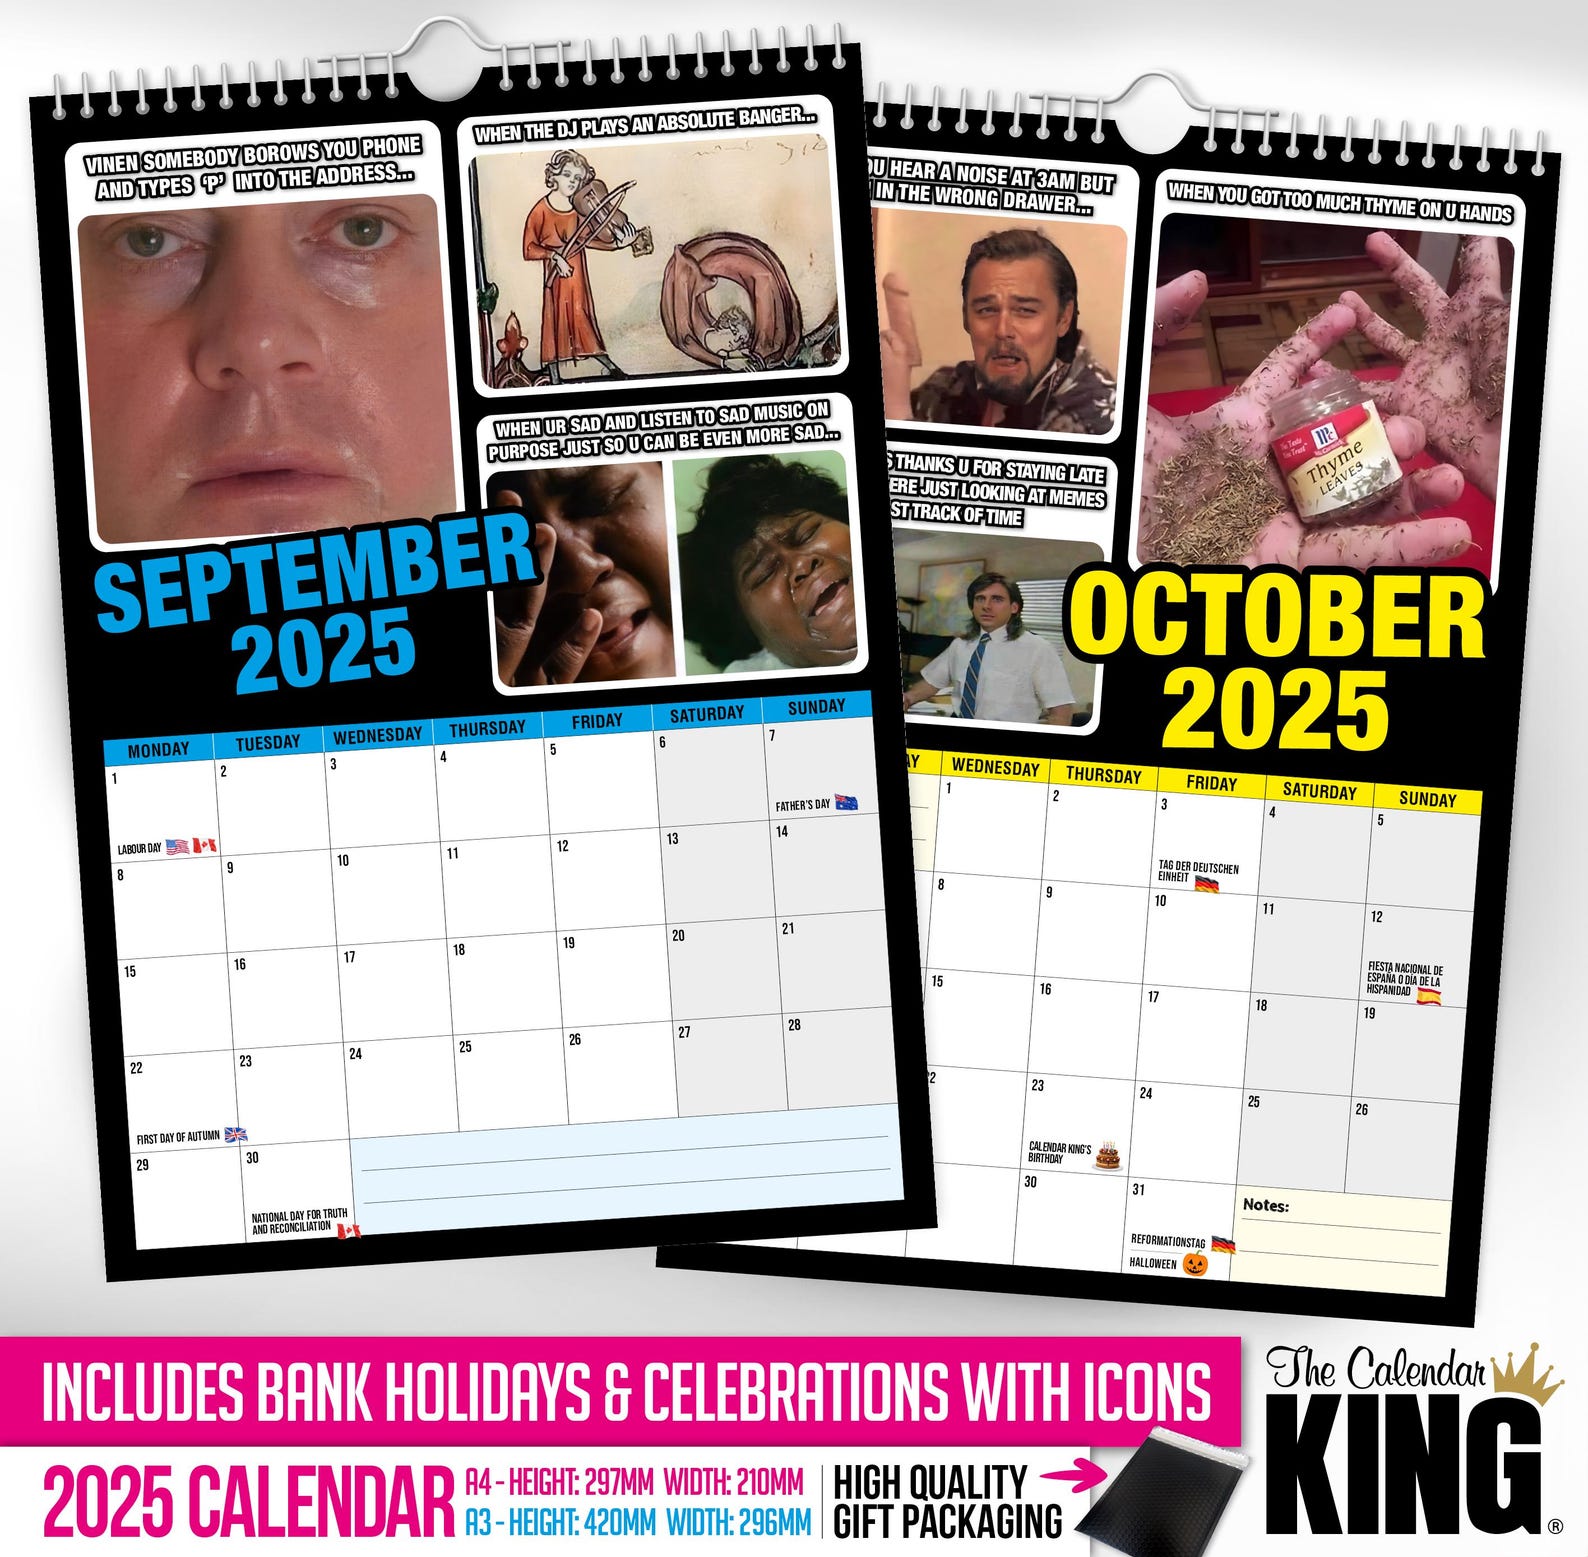 VINEN SOMEBODY BOROWS YOU PHONE
AND TYPES 'P' INTO THE ADDRESS...
WHEN THE DJ PLAYS AN ABSOLUTE BANGER...
WHEN UR SAD AND LISTEN TO SAD MUSIC ON
PURPOSE JUST SO U CAN BE EVEN MORE SAD...
SEPTEMBER
2025
MONDAY TUESDAY WEDNESDAY THURSDAY FRIDAY SATURDAY SUNDAY
1 2 3 4 5 6 7
LABOUR DAY
FATHER'S DAY
8 9 10 11 12 13 14
15 16 17 18 19 20 21
22 23 24 25 26 27 28
FIRST DAY OF AUTUMN
29 30
NATIONAL DAY FOR TRUTH
AND RECONCILIATION
OU HEAR A NOISE AT 3AM BUT
IN THE WRONG DRAWER...
S THANKS U FOR STAYING LATE
ERE JUST LOOKING AT MEMES
ST TRACK OF TIME
WHEN YOU GOT TOO MUCH THYME ON U HANDS
No Taste
You Trust
Mc
McCormick
Thyme
LEAVES
OCTOBER
2025
AY WEDNESDAY THURSDAY FRIDAY SATURDAY SUNDAY
1 2 3 4 5
TAG DER DEUTSCHEN
EINHEIT
8 9 10 11 12
FIESTA NACIONAL DE
ESPAÑA O DÍA DE LA
HISPANIDAD
15 16 17 18 19
22 23 24 25 26
CALENDAR KING'S
BIRTHDAY
30 31
REFORMATIONSTAG
HALLOWEEN
Notes:
INCLUDES BANK HOLIDAYS & CELEBRATIONS WITH ICONS
2025 CALENDAR
A4 - HEIGHT: 297MM WIDTH: 210MM
A3 - HEIGHT: 420MM WIDTH: 296MM
HIGH QUALITY
GIFT PACKAGING
The Calendar
KING®